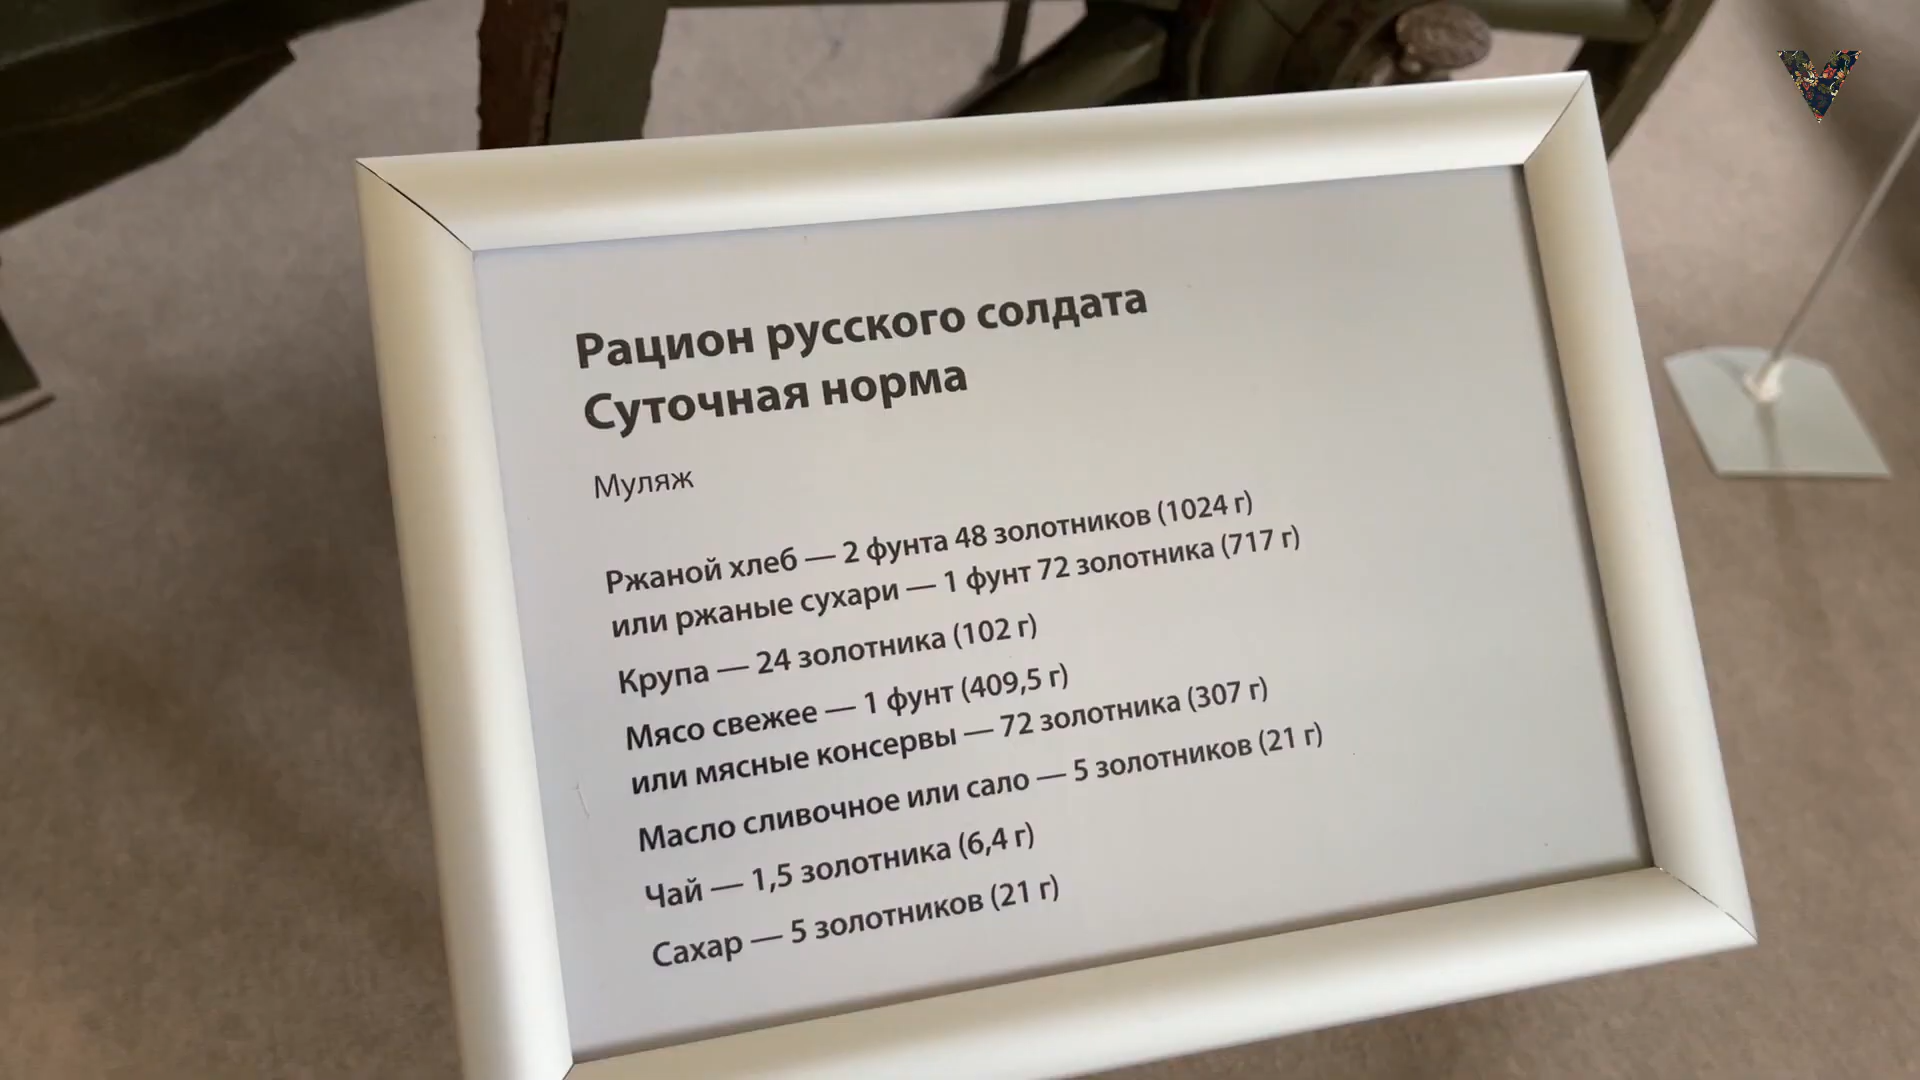 Рацион русского солдата
Суточная норма
Муляж
Ржаной хлеб — 2 фунта 48 золотников (1024 г)
или ржаные сухари — 1 фунт 72 золотника (717 г)
Крупа — 24 золотника (102 г)
Мясо свежее — 1 фунт (409,5 г)
или мясные консервы — 72 золотника (307 г)
Масло сливочное или сало — 5 золотников (21 г)
Чай — 1,5 золотника (6,4 г)
Сахар — 5 золотников (21 г)